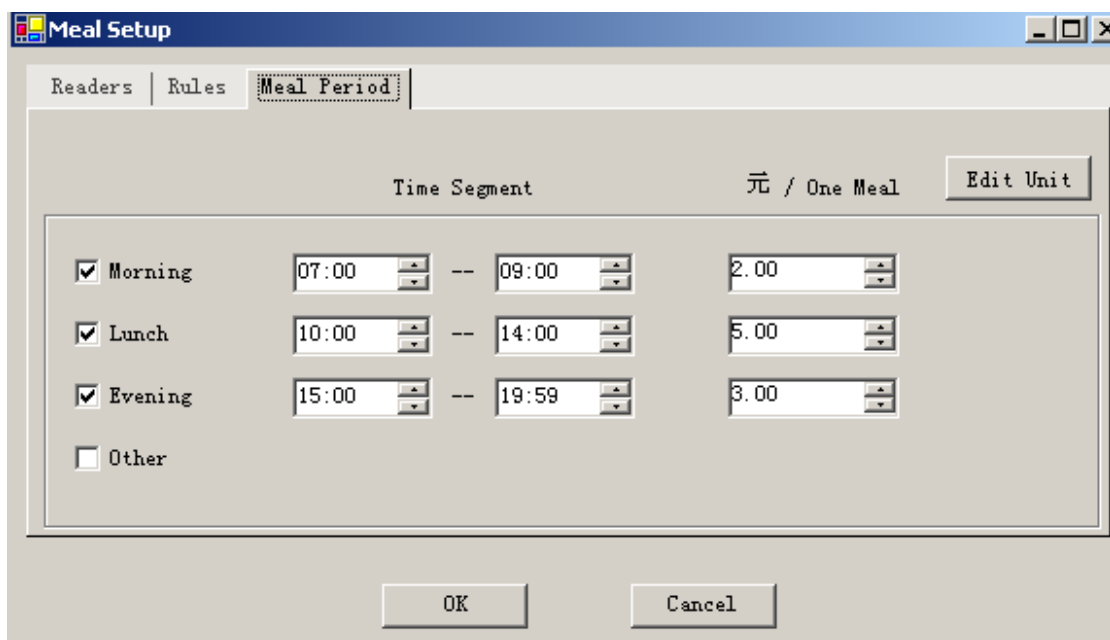 Meal Setup
Readers Rules Meal Period
Time Segment 元 / One Meal Edit Unit
Morning 07:00 -- 09:00 2.00
Lunch 10:00 -- 14:00 5.00
Evening 15:00 -- 19:59 3.00
Other
OK Cancel